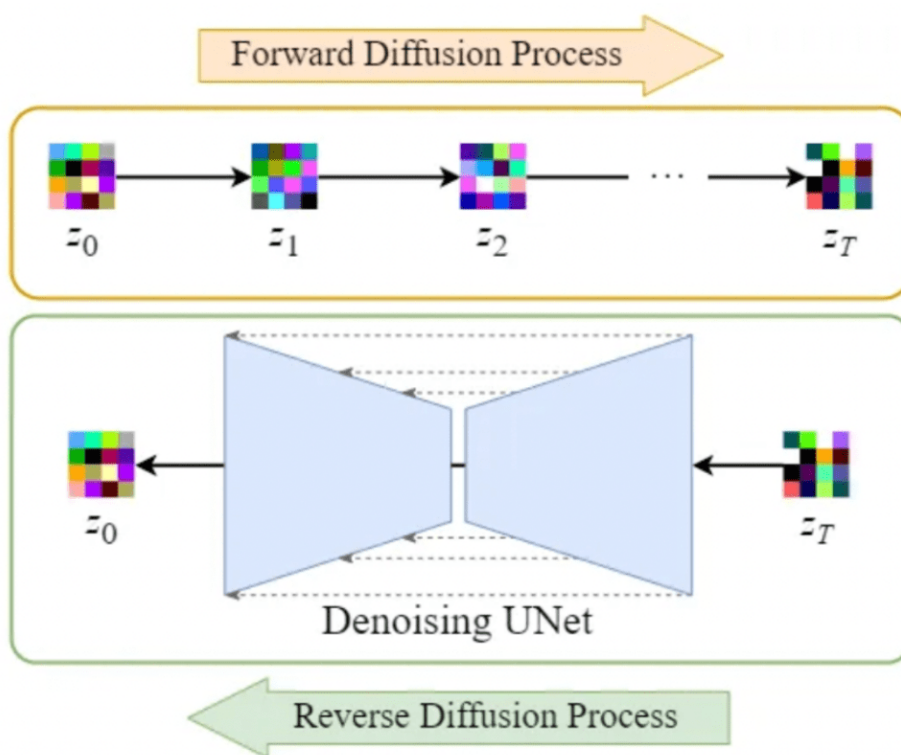 Forward Diffusion Process
z0 z1 z2 ... zT
z0 zT
Denoising UNet
Reverse Diffusion Process